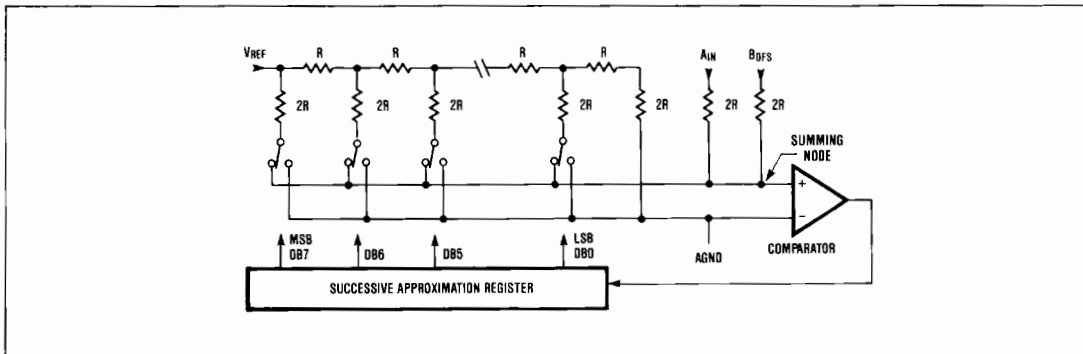 VREF R R R R AIN BOFS
2R 2R 2R 2R 2R 2R 2R
SUMMING
NODE
+
−
COMPARATOR
MSB
DB7 DB6 DB5 LSB
DB0 AGND
SUCCESSIVE APPROXIMATION REGISTER